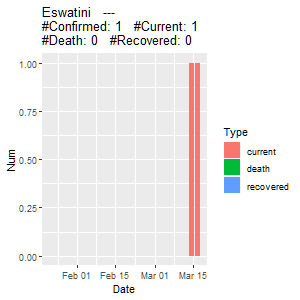 Eswatini   ---
#Confirmed: 1   #Current: 1
#Death: 0   #Recovered: 0
1.00
0.75
0.50
0.25
0.00
Num
Feb 01
Feb 15
Mar 01
Mar 15
Date
Type
current
death
recovered